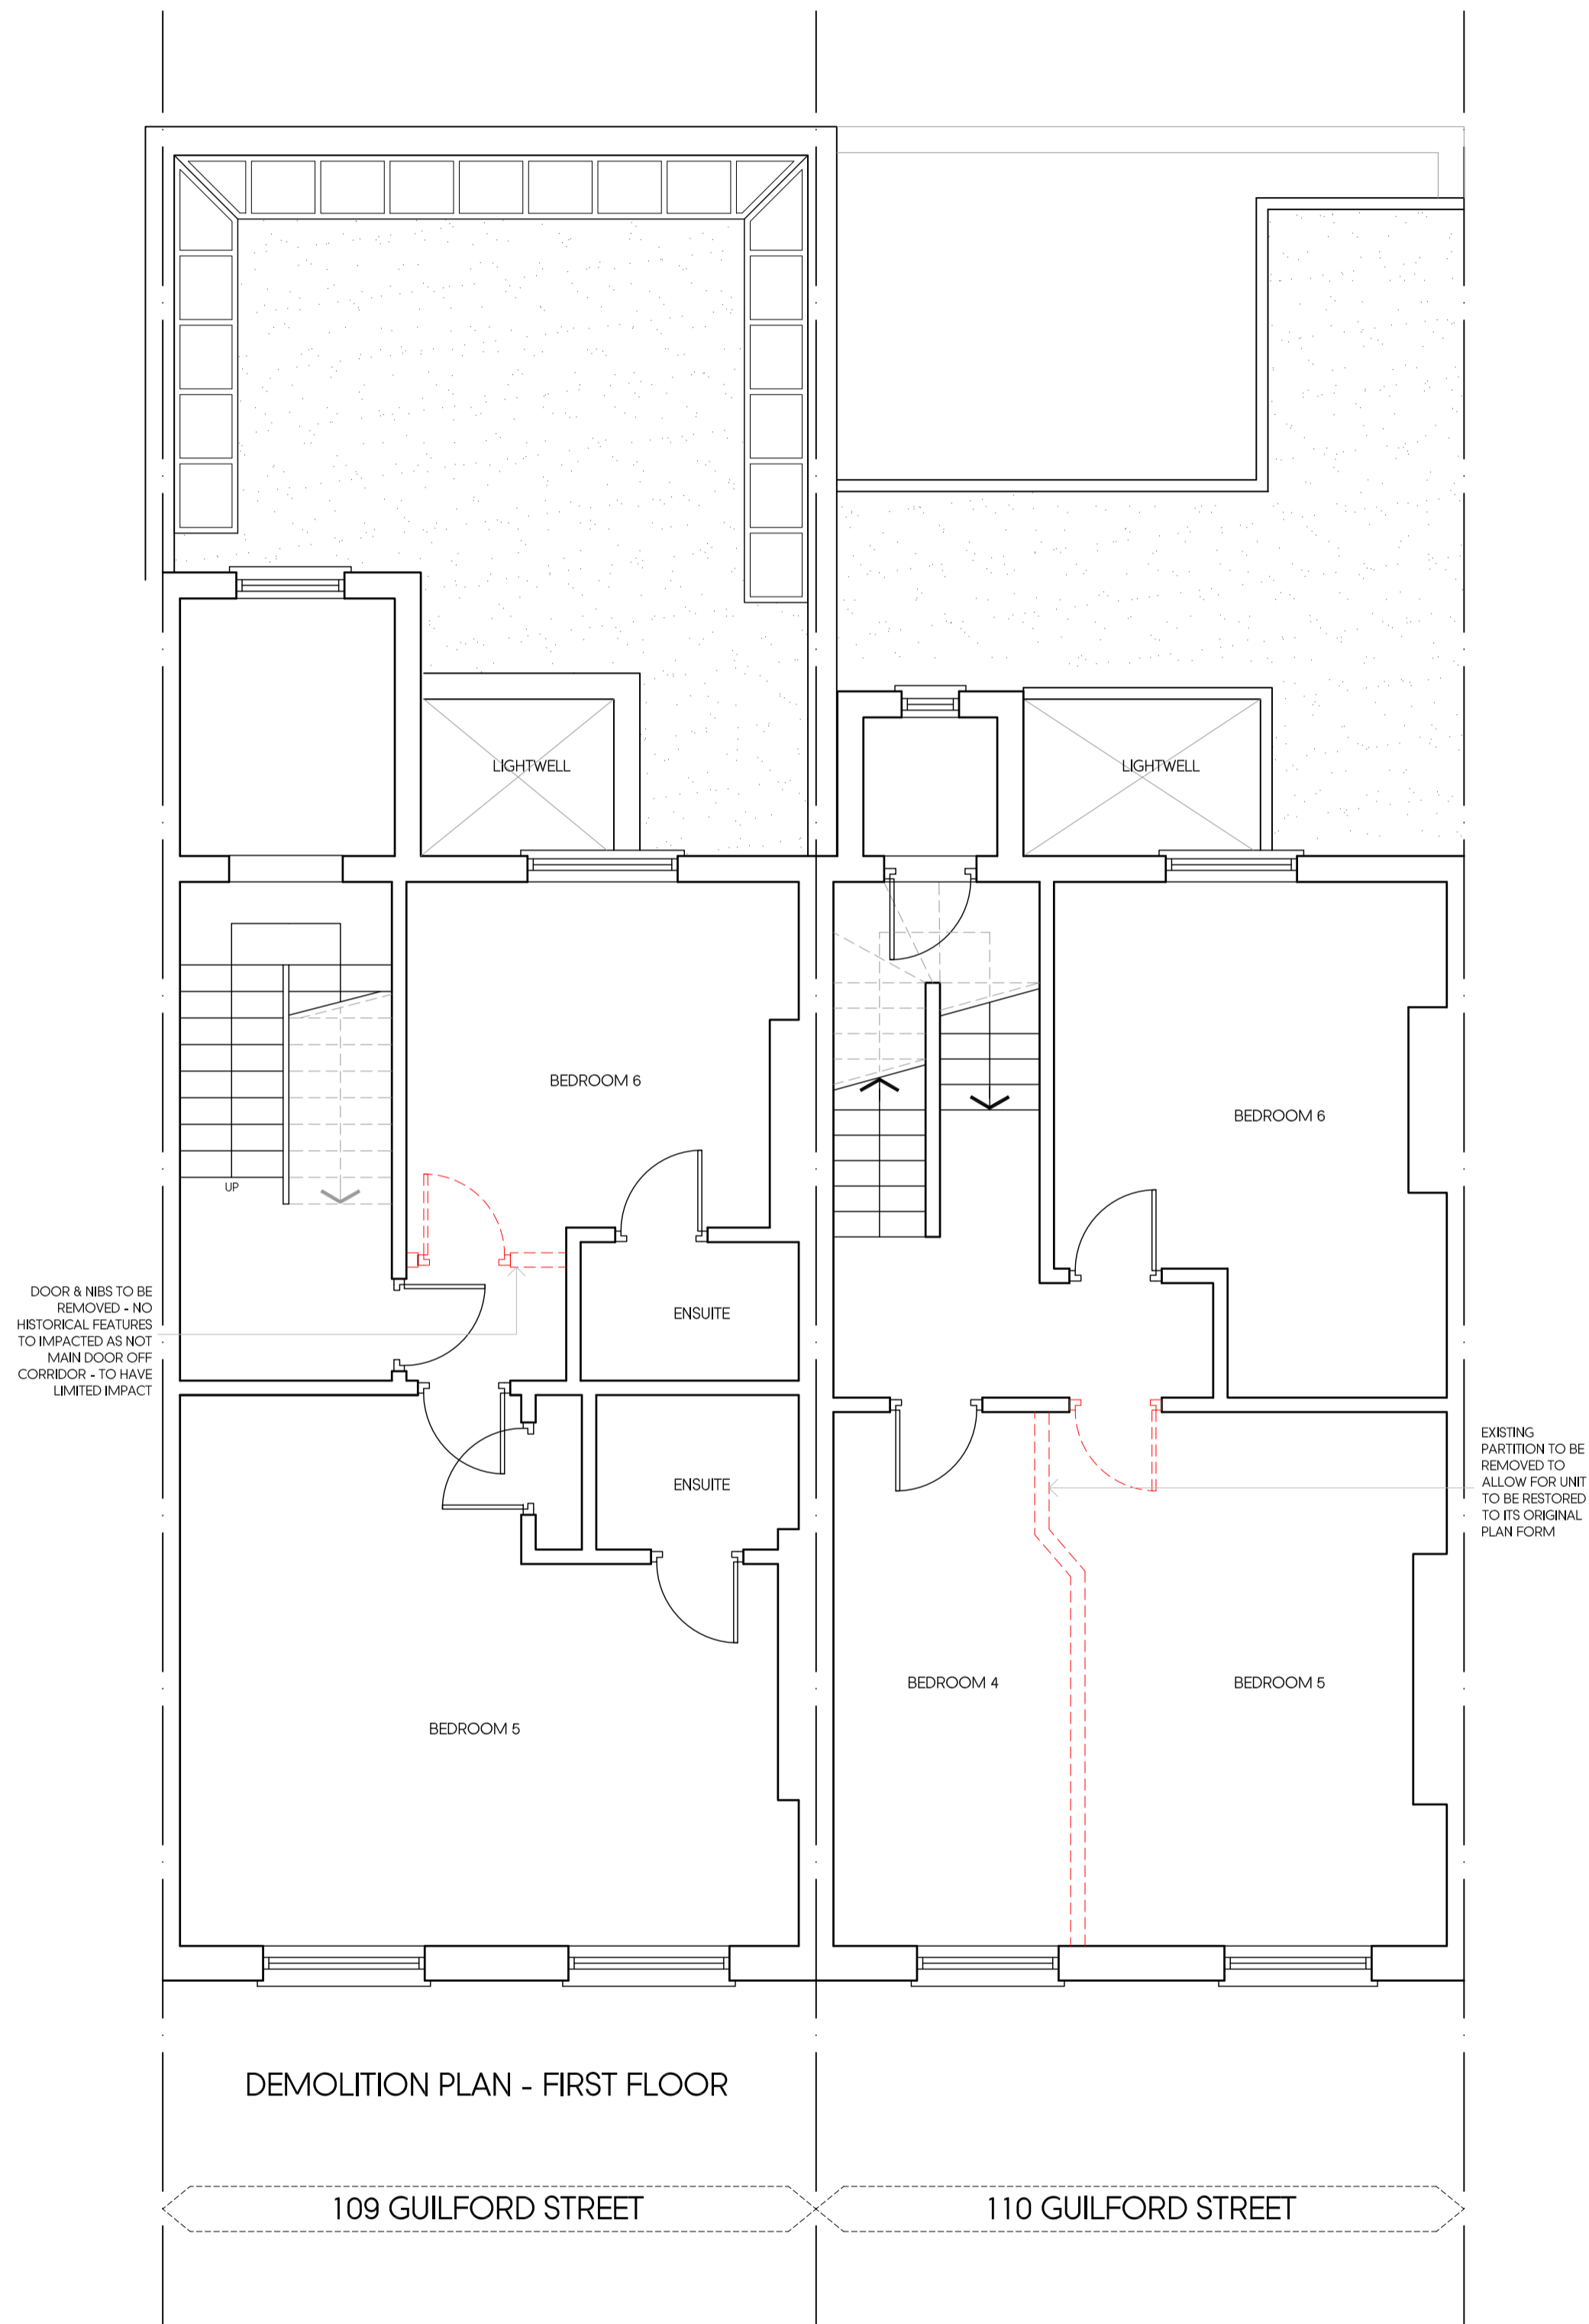 LIGHTWELL
LIGHTWELL
BEDROOM 6
BEDROOM 6
UP
DOOR & NIBS TO BE
REMOVED - NO
HISTORICAL FEATURES
TO IMPACTED AS NOT
MAIN DOOR OFF
CORRIDOR - TO HAVE
LIMITED IMPACT
ENSUITE
ENSUITE
EXISTING
PARTITION TO BE
REMOVED TO
ALLOW FOR UNIT
TO BE RESTORED
TO ITS ORIGINAL
PLAN FORM
BEDROOM 4
BEDROOM 5
BEDROOM 5
DEMOLITION PLAN - FIRST FLOOR
109 GUILFORD STREET
110 GUILFORD STREET